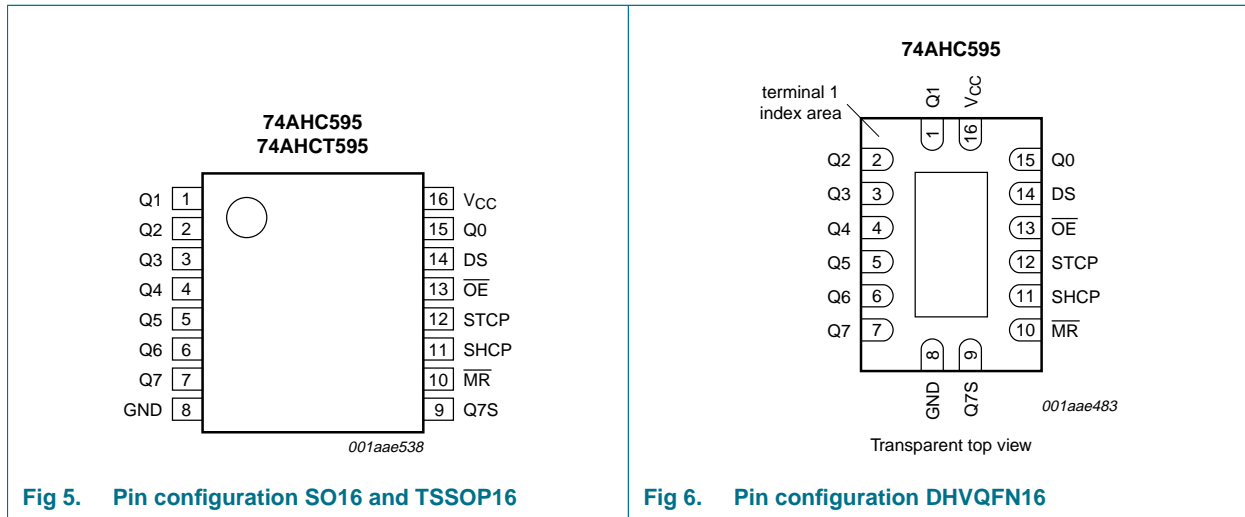 74AHC595
74AHCT595
Q1 1
Q2 2
Q3 3
Q4 4
Q5 5
Q6 6
Q7 7
GND 8
16 VCC
15 Q0
14 DS
13 O̅E̅
12 STCP
11 SHCP
10 M̅R̅
9 Q7S
001aae538
Fig 5. Pin configuration SO16 and TSSOP16
74AHC595
terminal 1
index area
Q1 1
VCC 16
Q2 2
Q3 3
Q4 4
Q5 5
Q6 6
Q7 7
15 Q0
14 DS
13 O̅E̅
12 STCP
11 SHCP
10 M̅R̅
8 GND
9 Q7S
001aae483
Transparent top view
Fig 6. Pin configuration DHVQFN16